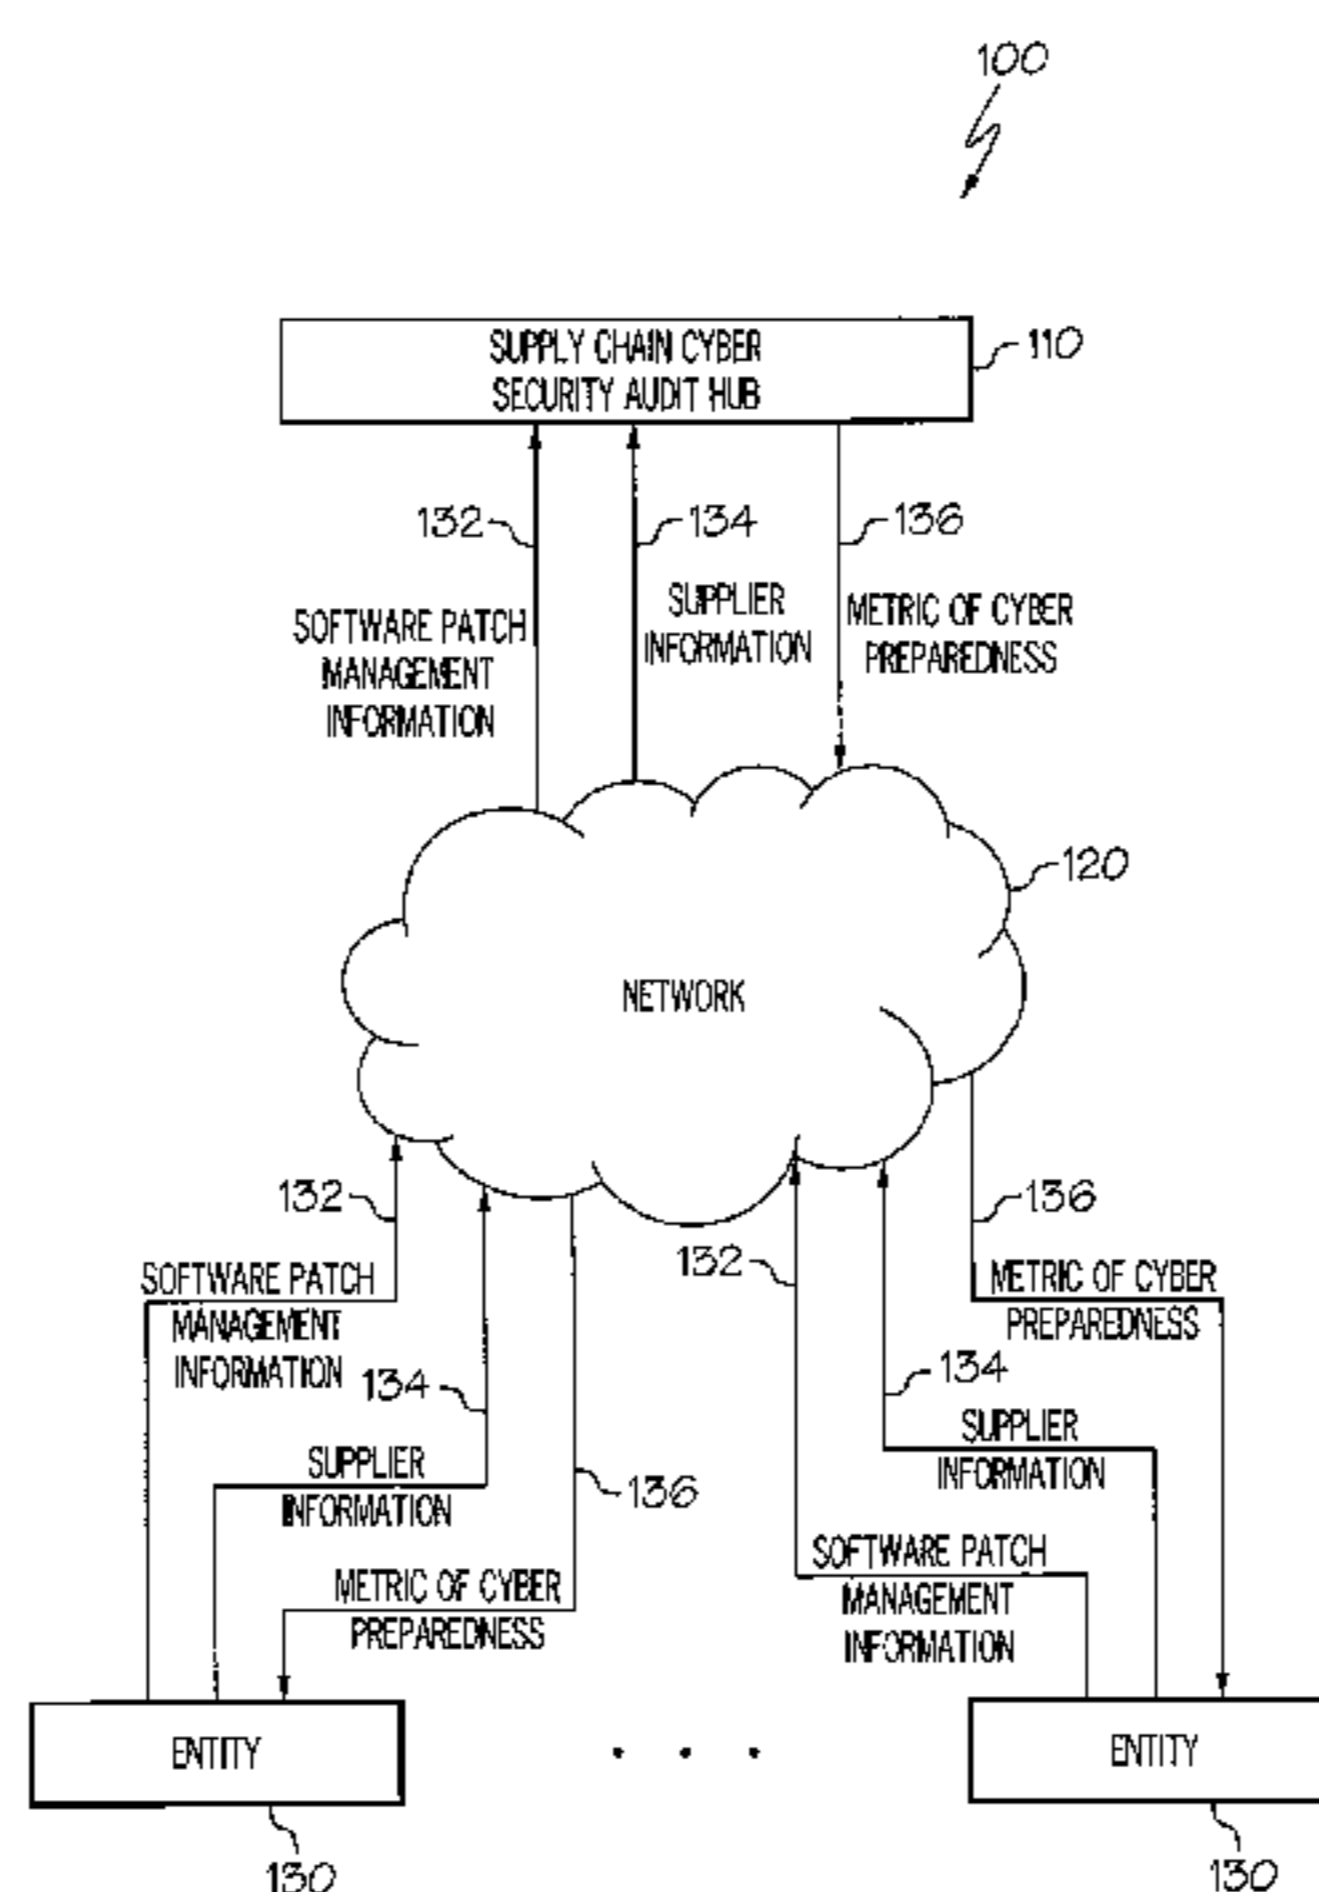 100
SUPPLY CHAIN CYBER
SECURITY AUDIT HUB
110
132
134
136
SOFTWARE PATCH
MANAGEMENT
INFORMATION
SUPPLIER
INFORMATION
METRIC OF CYBER
PREPAREDNESS
120
NETWORK
132
SOFTWARE PATCH
MANAGEMENT
INFORMATION
134
SUPPLIER
INFORMATION
136
METRIC OF CYBER
PREPAREDNESS
132
136
METRIC OF CYBER
PREPAREDNESS
134
SUPPLIER
INFORMATION
SOFTWARE PATCH
MANAGEMENT
INFORMATION
ENTITY
. . .
ENTITY
130
130